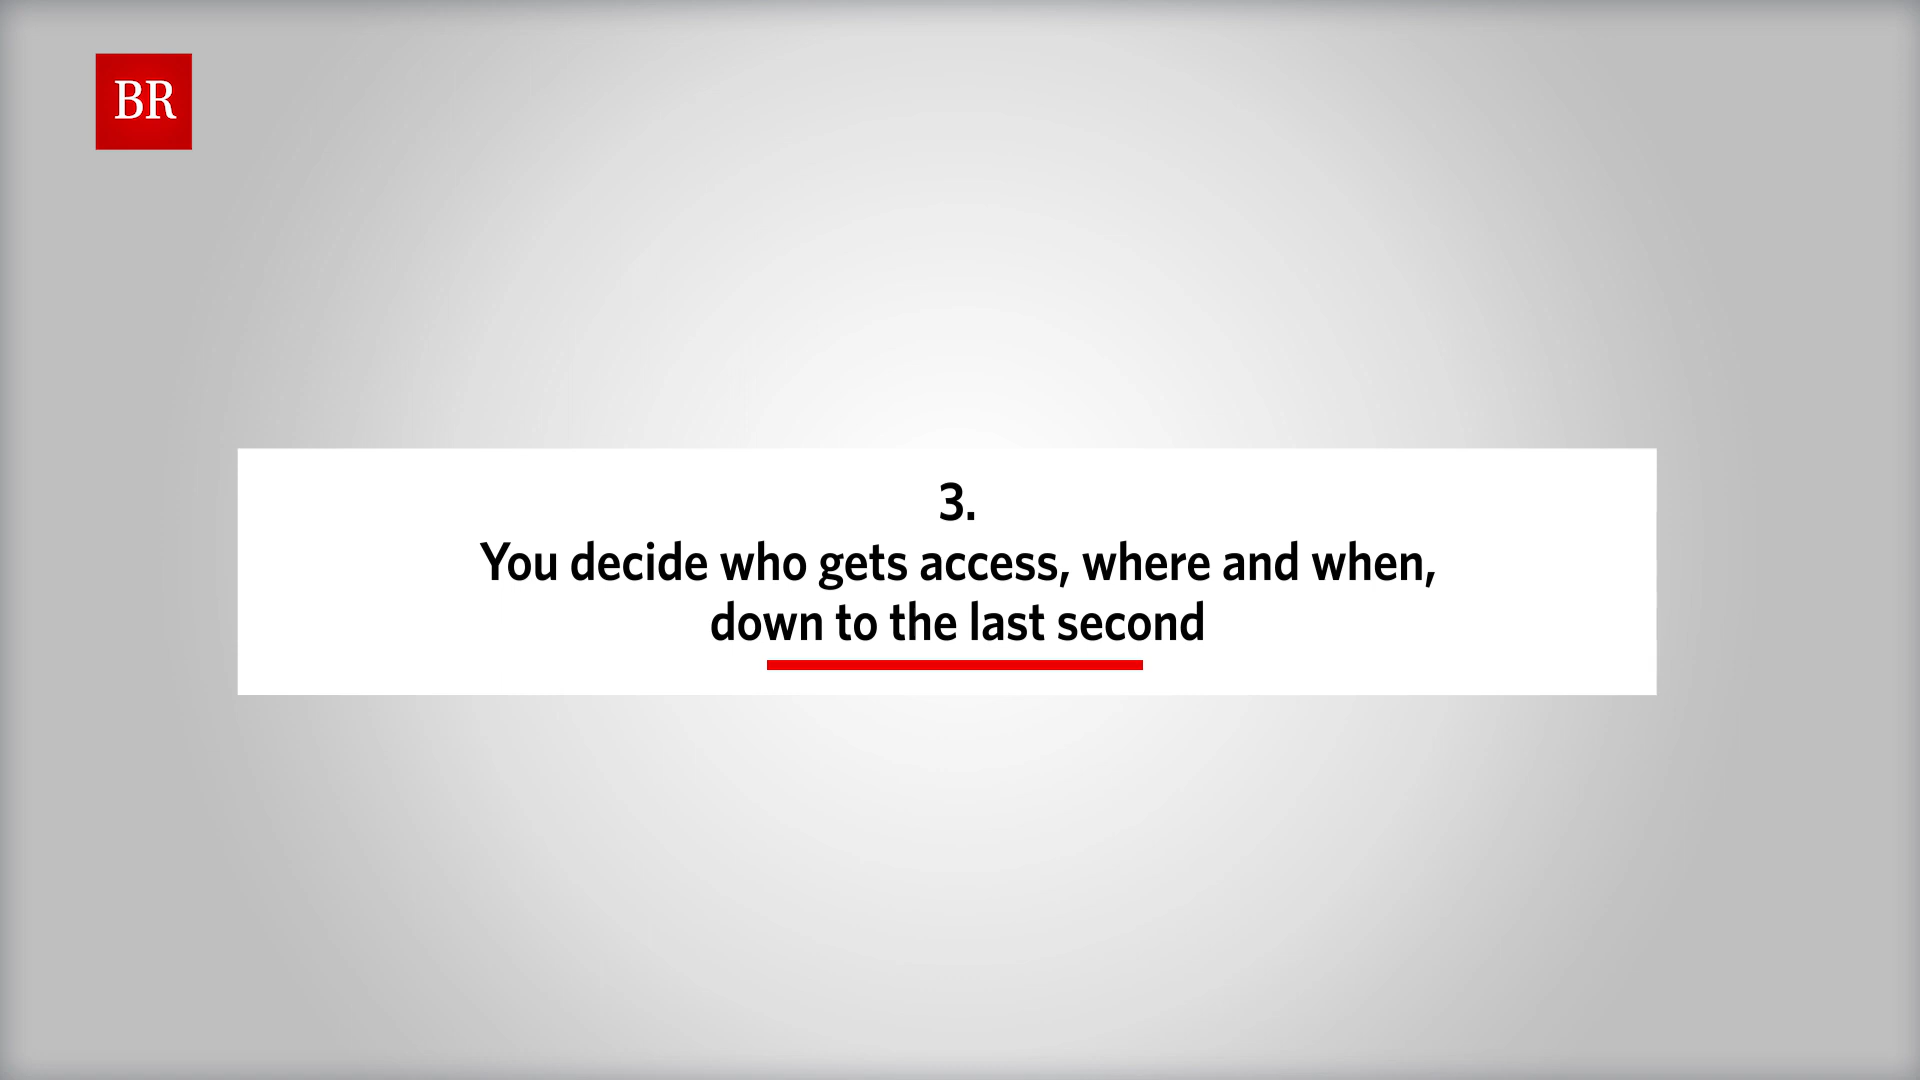 BR
3.
You decide who gets access, where and when,
down to the last second